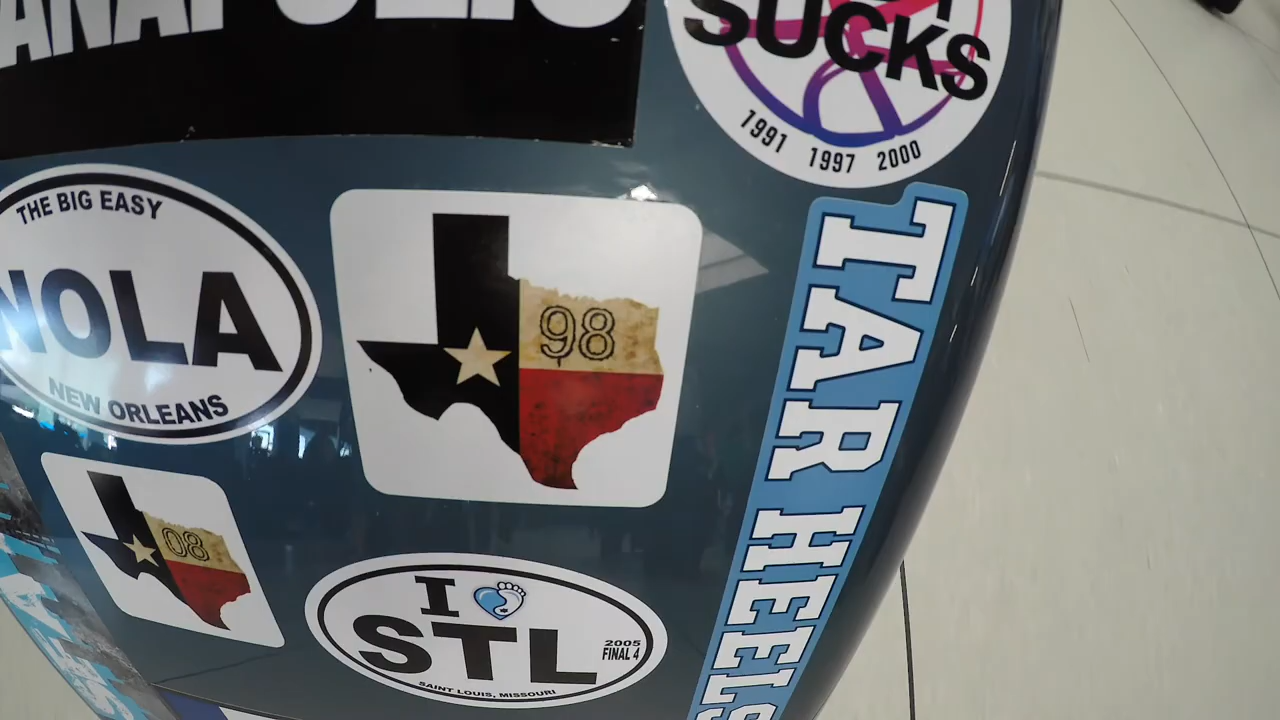 SUCKS
1991 1997 2000
THE BIG EASY
NOLA
NEW ORLEANS
98
TAR HEELS
08
I
STL
2005
FINAL 4
SAINT LOUIS, MISSOURI